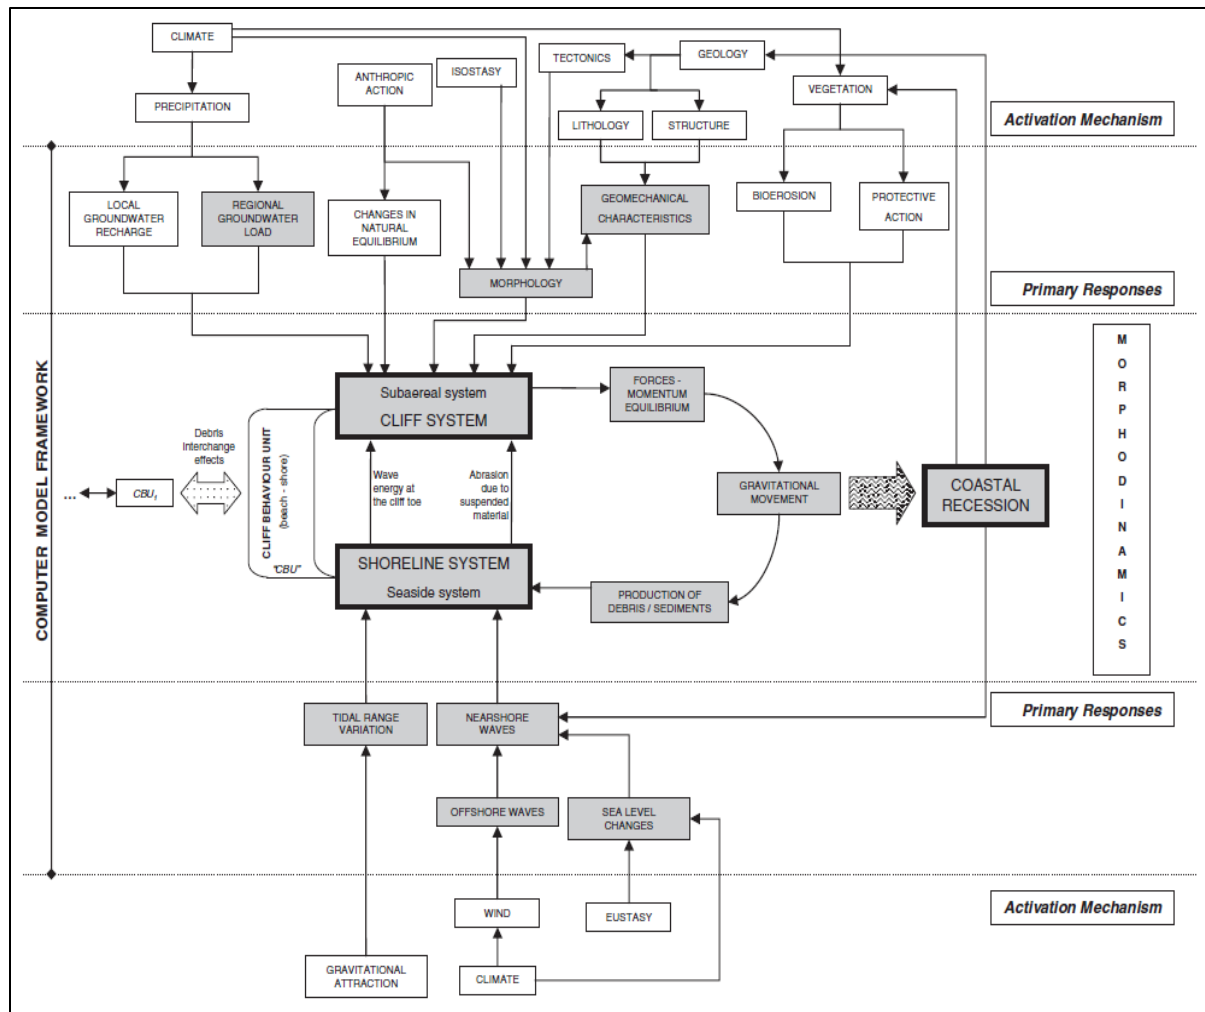 CLIMATE
ISOSTASY
TECTONICS
GEOLOGY
ANTHROPIC
ACTION
PRECIPITATION
VEGETATION
LITHOLOGY
STRUCTURE
Activation Mechanism
LOCAL
GROUNDWATER
RECHARGE
REGIONAL
GROUNDWATER
LOAD
CHANGES IN
NATURAL
EQUILIBRIUM
GEOMECHANICAL
CHARACTERISTICS
BIOEROSION
PROTECTIVE
ACTION
MORPHOLOGY
Primary Responses
COMPUTER MODEL FRAMEWORK
Subaereal system
CLIFF SYSTEM
FORCES -
MOMENTUM
EQUILIBRIUM
Debris
Interchange
effects
...
CBU1
CLIFF BEHAVIOUR UNIT
(beach - shore)
"CBU"
Wave
energy at
the cliff toe
Abrasion
due to
suspended
material
GRAVITATIONAL
MOVEMENT
COASTAL
RECESSION
SHORELINE SYSTEM
Seaside system
PRODUCTION OF
DEBRIS / SEDIMENTS
M
O
R
P
H
O
D
I
N
A
M
I
C
S
TIDAL RANGE
VARIATION
NEARSHORE
WAVES
Primary Responses
OFFSHORE WAVES
SEA LEVEL
CHANGES
WIND
EUSTASY
Activation Mechanism
GRAVITATIONAL
ATTRACTION
CLIMATE